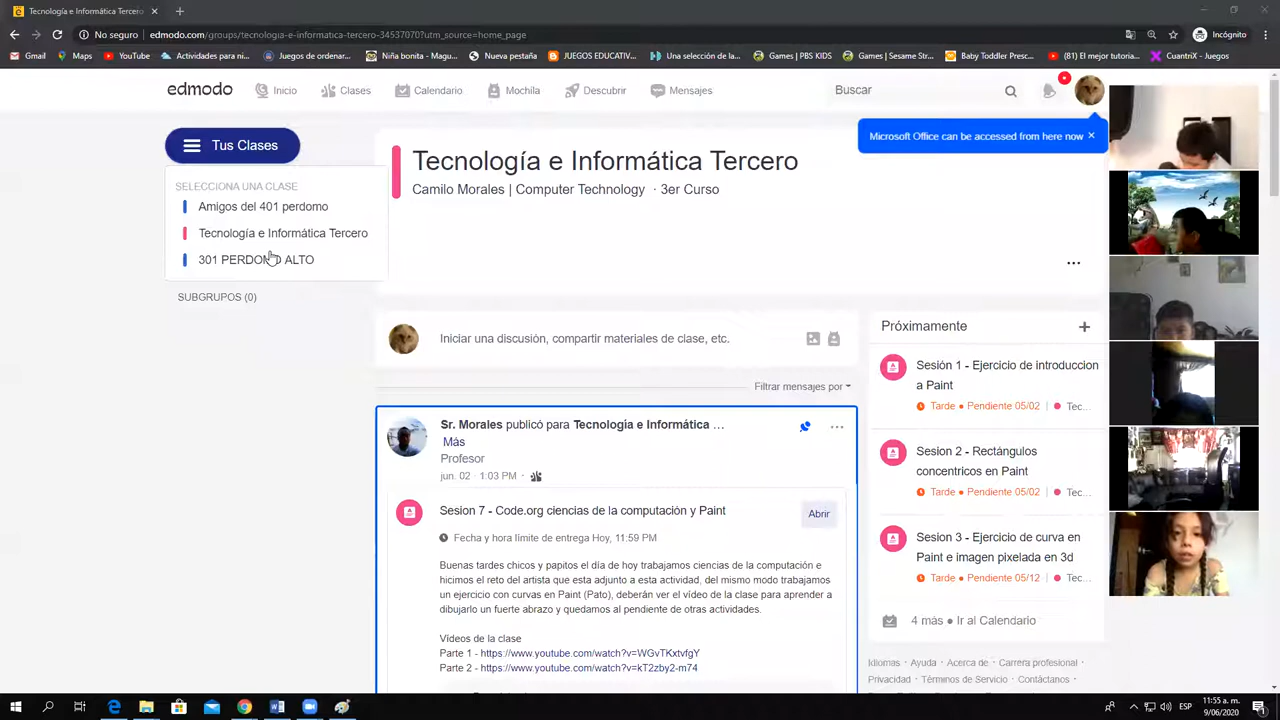 Tecnología e Informática Tercero
No seguro | edmodo.com/groups/tecnologia-e-informatica-tercero-34537070?utm_source=home_page
Gmail
Maps
YouTube
Actividades para ni...
Juegos de ordenar...
Niña bonita - Magu...
Nueva pestaña
JUEGOS EDUCATIV...
Una selección de la...
Games | PBS KIDS
Games | Sesame Str...
Baby Toddler Presc...
(81) El mejor tutoria...
CuantriX - Juegos
edmodo
Inicio
Clases
Calendario
Mochila
Descubrir
Mensajes
Buscar
Microsoft Office can be accessed from here now ×
Tus Clases
SELECCIONA UNA CLASE
Amigos del 401 perdomo
Tecnología e Informática Tercero
301 PERDOMO ALTO
SUBGRUPOS (0)
Tecnología e Informática Tercero
Camilo Morales | Computer Technology · 3er Curso
Iniciar una discusión, compartir materiales de clase, etc.
Filtrar mensajes por
Sr. Morales publicó para Tecnología e Informática ...
Más
Profesor
jun. 02 · 1:03 PM ·
Sesion 7 - Code.org ciencias de la computación y Paint
Abrir
Fecha y hora límite de entrega Hoy, 11:59 PM
Buenas tardes chicos y papitos el día de hoy trabajamos ciencias de la computación e
hicimos el reto del artista que esta adjunto a esta actividad, del mismo modo trabajamos
un ejercicio con curvas en Paint (Pato), deberán ver el vídeo de la clase para aprender a
dibujarlo un fuerte abrazo y quedamos al pendiente de otras actividades.
Vídeos de la clase
Parte 1 - https://www.youtube.com/watch?v=WGvTKxtvfgY
Parte 2 - https://www.youtube.com/watch?v=kT2zby2-m74
Próximamente
Sesión 1 - Ejercicio de introduccion
a Paint
Tarde ● Pendiente 05/02 | ● Tec...
Sesion 2 - Rectángulos
concentricos en Paint
Tarde ● Pendiente 05/02 | ● Tec...
Sesion 3 - Ejercicio de curva en
Paint e imagen pixelada en 3d
Tarde ● Pendiente 05/12 | ● Tec...
4 más ● Ir al Calendario
Idiomas · Ayuda · Acerca de · Carrera profesional ·
Privacidad · Términos de Servicio · Contáctanos ·
ESP
11:55 a. m.
9/06/2020